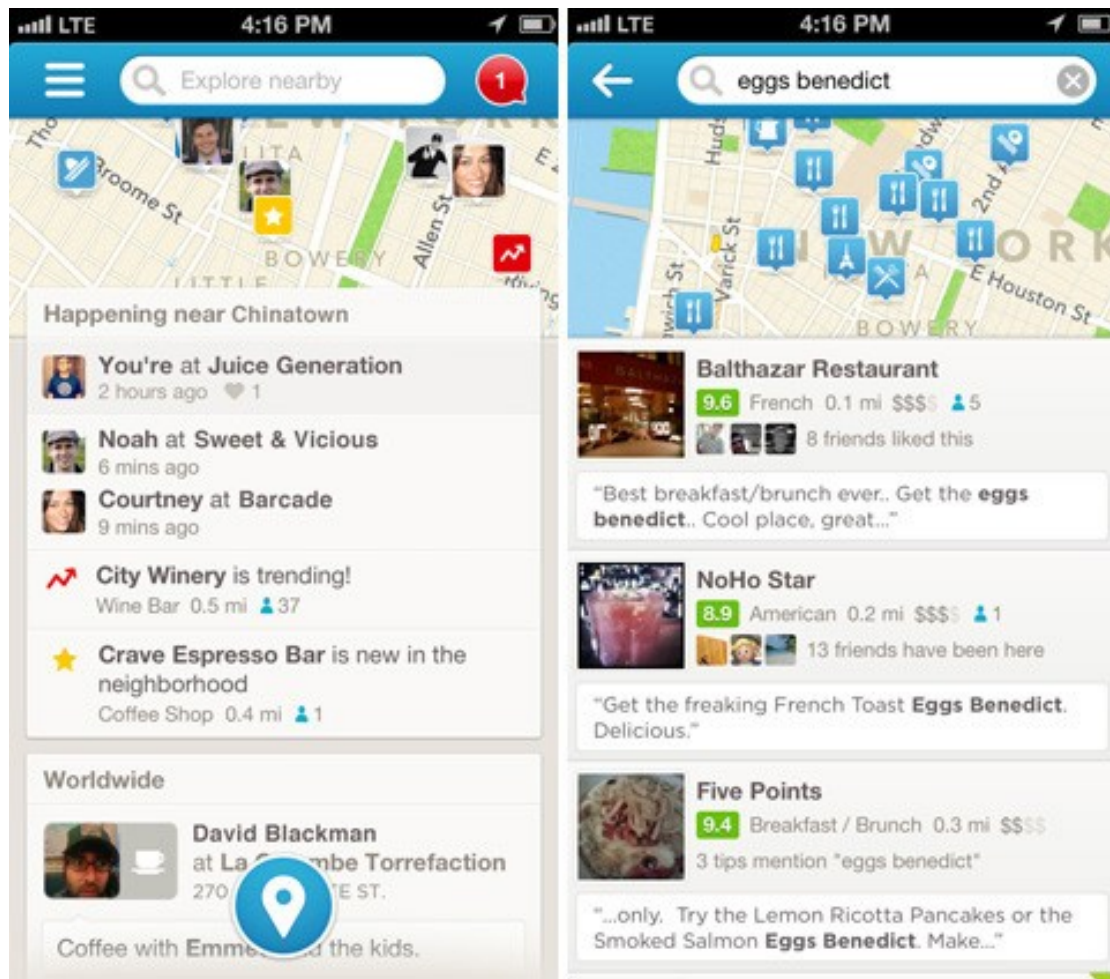 LTE 4:16 PM
Explore nearby
1
Broome St
LITA
Allen St
BOWERY
LITTLE
Happening near Chinatown
You're at Juice Generation
2 hours ago 1
Noah at Sweet & Vicious
6 mins ago
Courtney at Barcade
9 mins ago
City Winery is trending!
Wine Bar 0.5 mi 37
Crave Espresso Bar is new in the
neighborhood
Coffee Shop 0.4 mi 1
Worldwide
David Blackman
at La Torrefaction
270 ST.
Coffee with the kids.
LTE 4:16 PM
eggs benedict
Varick St
2nd
NEW YORK
E Houston St
BOWERY
Balthazar Restaurant
9.6 French 0.1 mi $$$$ 5
8 friends liked this
“Best breakfast/brunch ever.. Get the eggs
benedict.. Cool place, great...”
NoHo Star
8.9 American 0.2 mi $$$$ 1
13 friends have been here
“Get the freaking French Toast Eggs Benedict.
Delicious.”
Five Points
9.4 Breakfast / Brunch 0.3 mi $$$$
3 tips mention "eggs benedict"
“...only. Try the Lemon Ricotta Pancakes or the
Smoked Salmon Eggs Benedict. Make...”